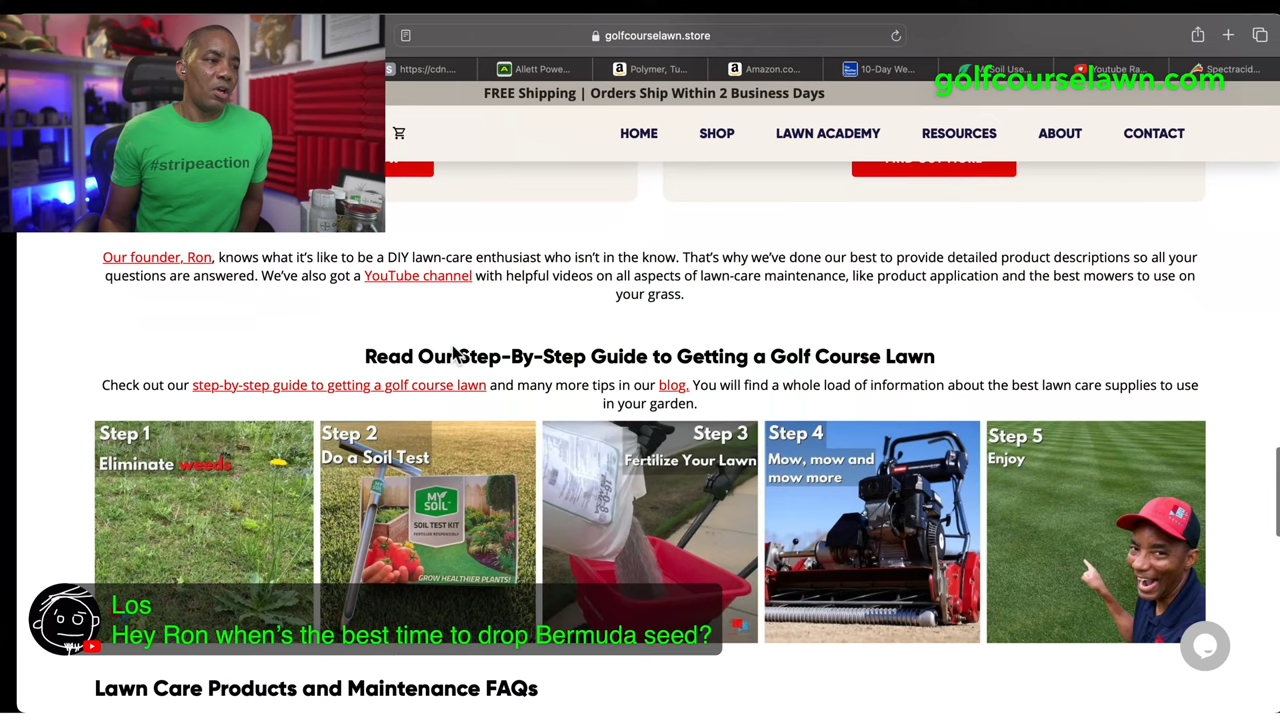 golfcourselawn.store
https://cdn....
Allett Powe...
Polymer, Tu...
Amazon.co...
10-Day We...
Youtube Ra...
Spectracid...
golfcourselawn.com
FREE Shipping | Orders Ship Within 2 Business Days
HOME
SHOP
LAWN ACADEMY
RESOURCES
ABOUT
CONTACT
#stripeaction
Our founder, Ron, knows what it's like to be a DIY lawn-care enthusiast who isn't in the know. That's why we've done our best to provide detailed product descriptions so all your
questions are answered. We've also got a YouTube channel with helpful videos on all aspects of lawn-care maintenance, like product application and the best mowers to use on
your grass.
Read Our Step-By-Step Guide to Getting a Golf Course Lawn
Check out our step-by-step guide to getting a golf course lawn and many more tips in our blog. You will find a whole load of information about the best lawn care supplies to use
in your garden.
Step 1
Eliminate weeds
Step 2
Do a Soil Test
MY
SOIL
SOIL TEST KIT
GROW HEALTHIER PLANTS!
Step 3
Fertilize Your Lawn
16-0-8
Step 4
Mow, mow and
mow more
Step 5
Enjoy
Los
Hey Ron when's the best time to drop Bermuda seed?
Lawn Care Products and Maintenance FAQs